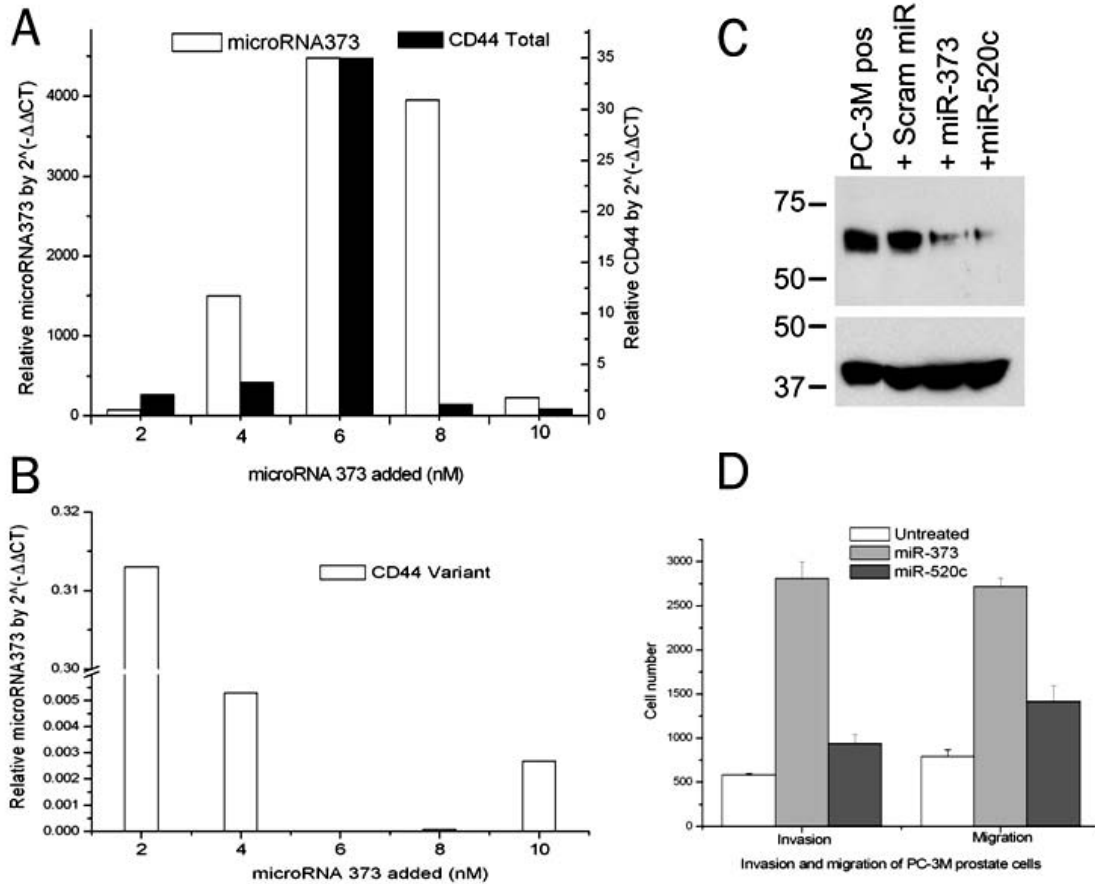 A
microRNA373
CD44 Total
Relative microRNA373 by 2^(-ΔΔCT)
4000
3000
2000
1000
0
Relative CD44 by 2^(-ΔΔCT)
35
30
25
20
15
10
5
0
2 4 6 8 10
microRNA 373 added (nM)
B
CD44 Variant
Relative microRNA373 by 2^(-ΔΔCT)
0.32
0.31
0.30
0.005
0.004
0.003
0.002
0.001
0.000
2 4 6 8 10
microRNA 373 added (nM)
C
PC-3M pos
+ Scram miR
+ miR-373
+miR-520c
75
50
50
37
D
Untreated
miR-373
miR-520c
Cell number
3000
2500
2000
1500
1000
500
0
Invasion Migration
Invasion and migration of PC-3M prostate cells